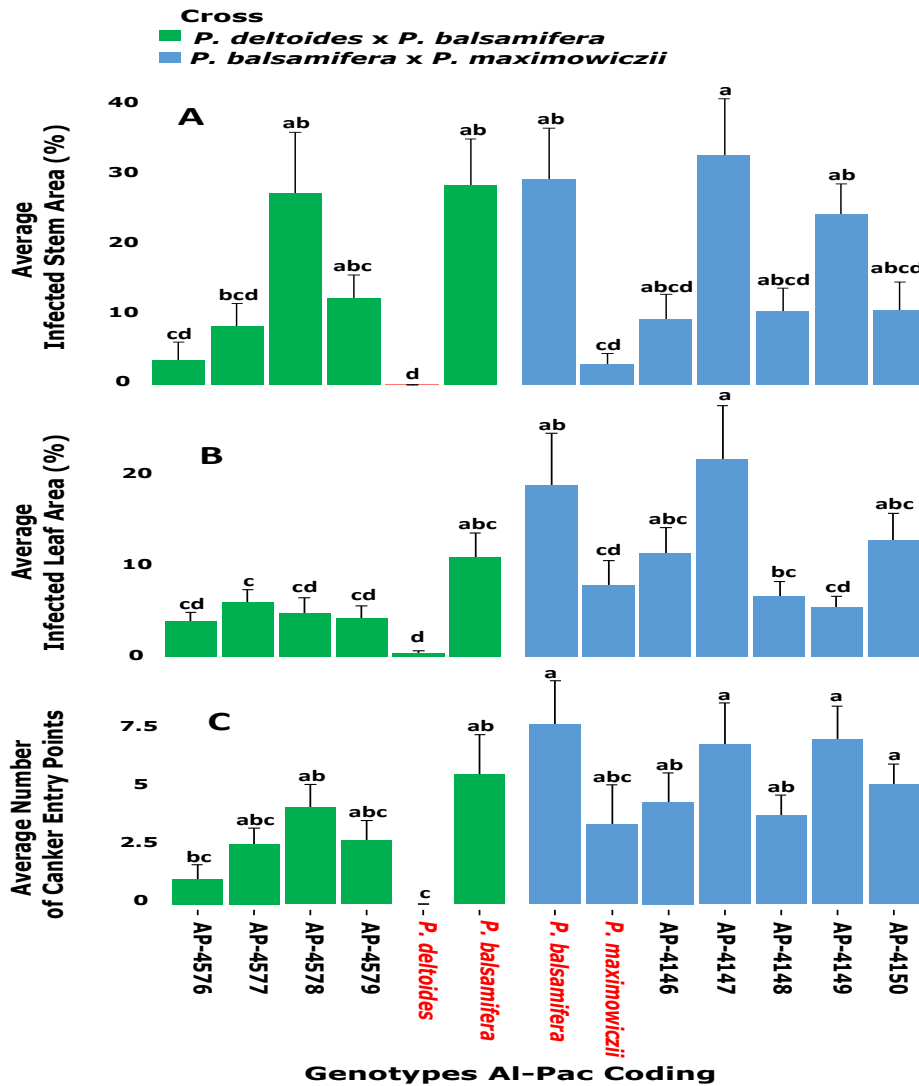 Cross
P. deltoides x P. balsamifera
P. balsamifera x P. maximowiczii
Average
Infected Stem Area (%)
40
30
20
10
0
A
cd
bcd
ab
abc
d
ab
ab
cd
abcd
a
abcd
ab
abcd
Average
Infected Leaf Area (%)
20
10
0
B
cd
c
cd
cd
d
abc
ab
cd
abc
a
bc
cd
abc
Average Number
of Canker Entry Points
7.5
5
2.5
0
C
bc
abc
ab
abc
c
ab
a
abc
ab
a
ab
a
a
AP-4576
AP-4577
AP-4578
AP-4579
P. deltoides
P. balsamifera
P. balsamifera
P. maximowiczii
AP-4146
AP-4147
AP-4148
AP-4149
AP-4150
Genotypes Al-Pac Coding